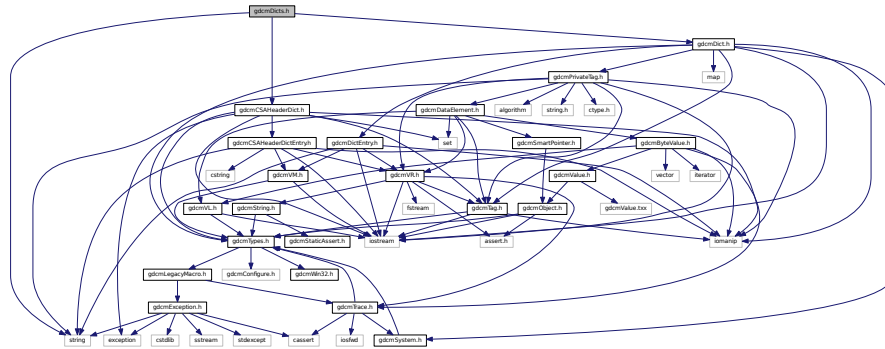 gdcmDicts.h
gdcmDict.h
gdcmPrivateTag.h
map
gdcmCSAHeaderDict.h
gdcmDataElement.h
algorithm
string.h
ctype.h
gdcmCSAHeaderDictEntry.h
gdcmDictEntry.h
set
gdcmSmartPointer.h
gdcmByteValue.h
cstring
gdcmVM.h
gdcmVR.h
gdcmValue.h
vector
iterator
gdcmVL.h
gdcmString.h
fstream
gdcmTag.h
gdcmObject.h
gdcmValue.txx
gdcmTypes.h
gdcmStaticAssert.h
iostream
assert.h
iomanip
gdcmLegacyMacro.h
gdcmConfigure.h
gdcmWin32.h
gdcmException.h
gdcmTrace.h
string
exception
cstdlib
sstream
stdexcept
cassert
iosfwd
gdcmSystem.h